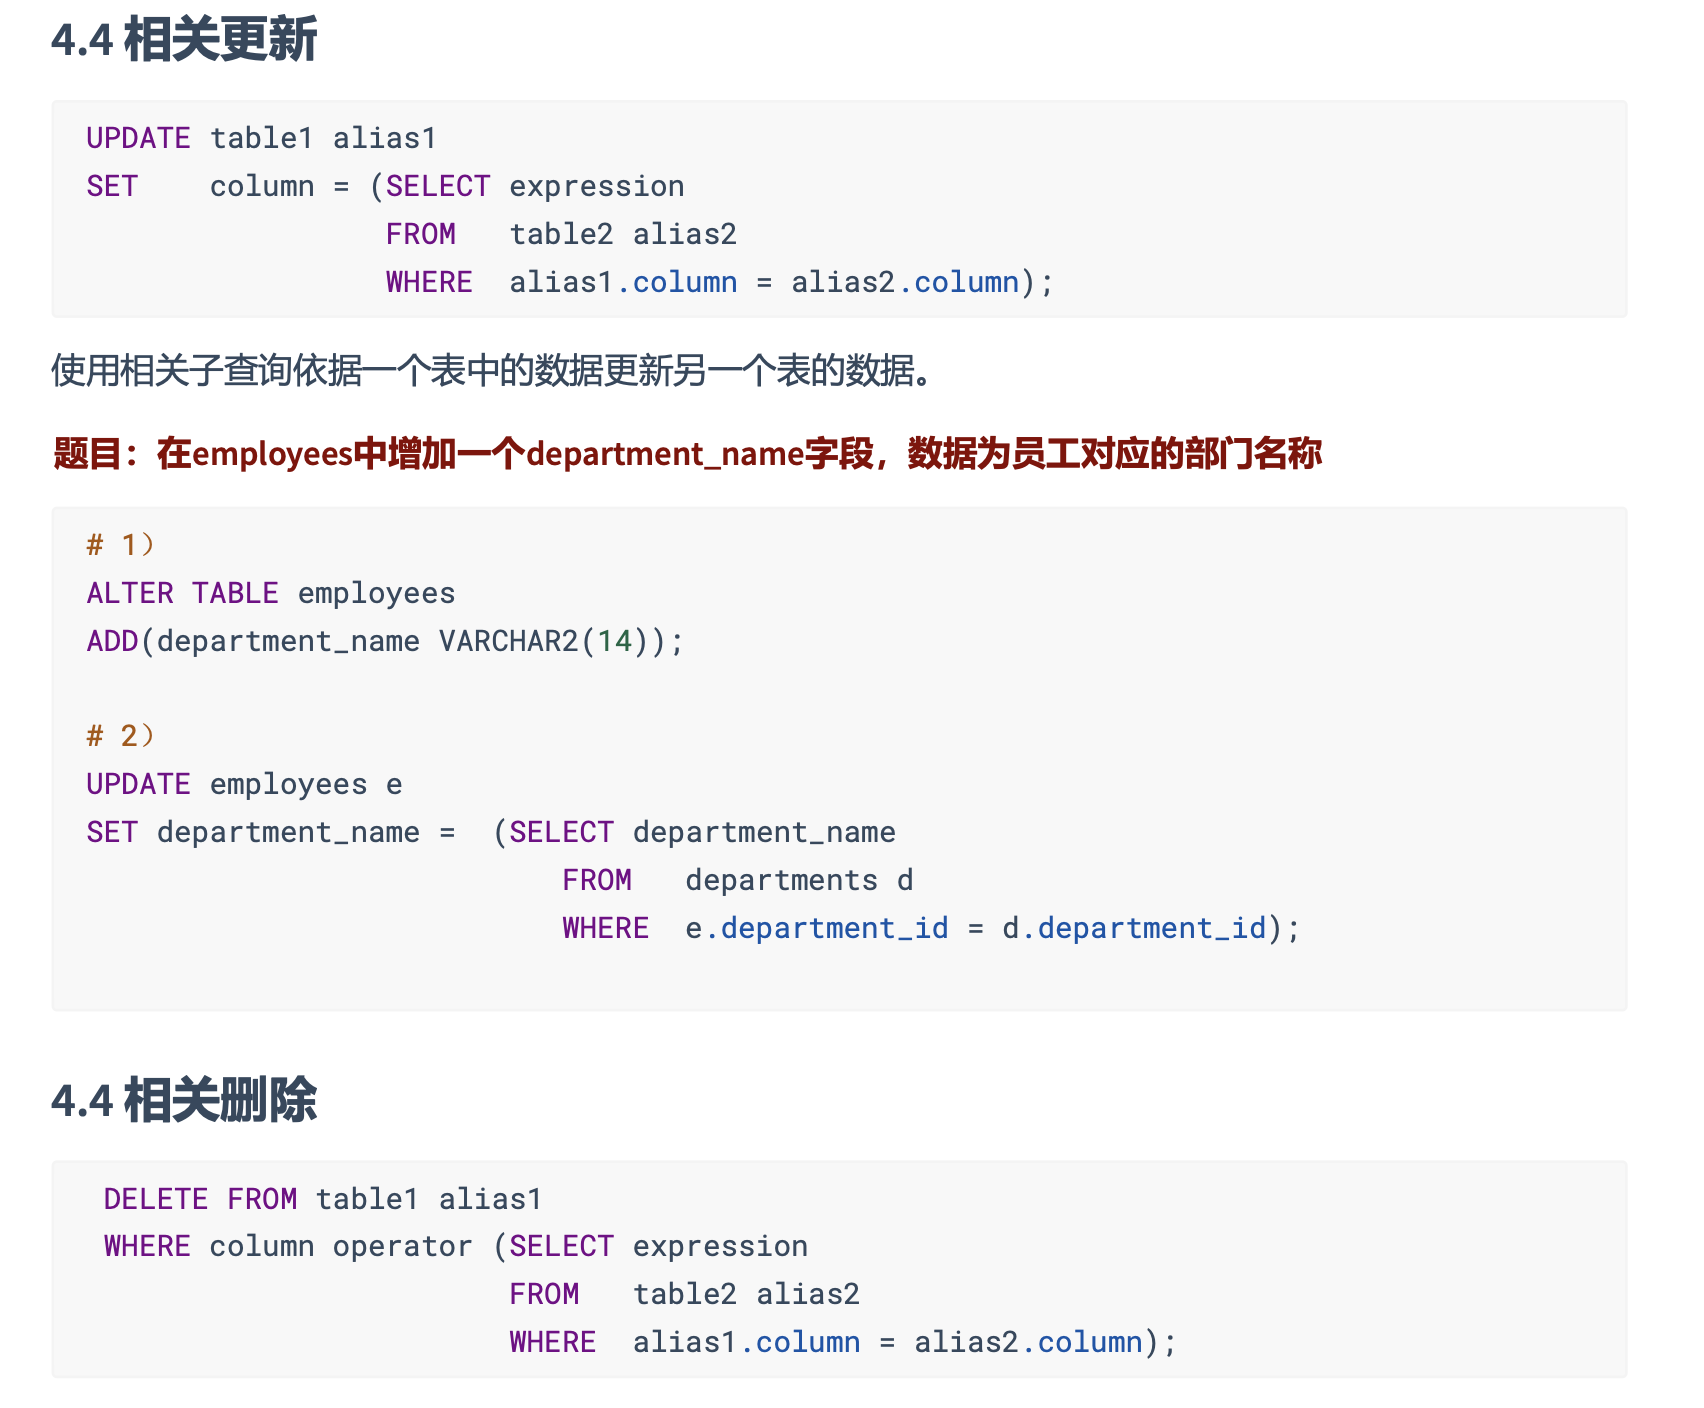 4.4 相关更新
UPDATE table1 alias1
SET    column = (SELECT expression
                 FROM   table2 alias2
                 WHERE  alias1.column = alias2.column);
使用相关子查询依据一个表中的数据更新另一个表的数据。
题目：在employees中增加一个department_name字段，数据为员工对应的部门名称
# 1）
ALTER TABLE employees
ADD(department_name VARCHAR2(14));
# 2）
UPDATE employees e
SET department_name =  (SELECT department_name
                           FROM   departments d
                           WHERE  e.department_id = d.department_id);
4.4 相关删除
 DELETE FROM table1 alias1
 WHERE column operator (SELECT expression
                        FROM   table2 alias2
                        WHERE  alias1.column = alias2.column);